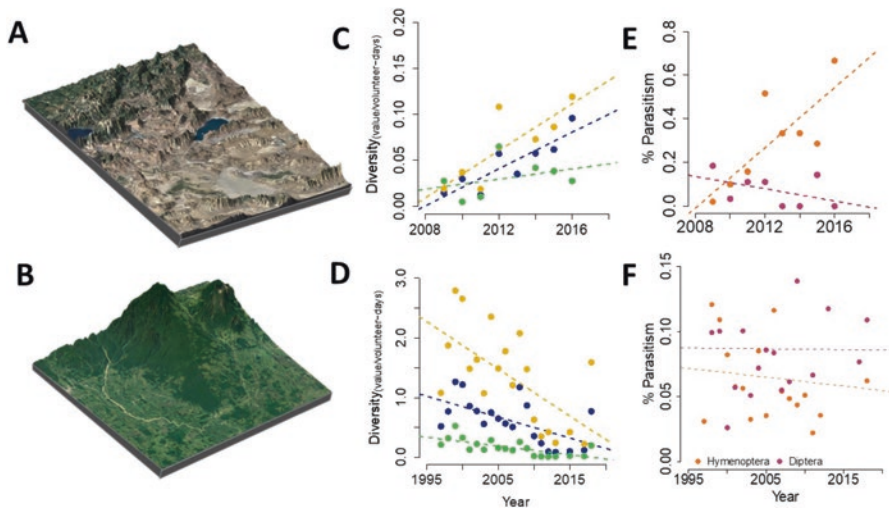 A
C
Diversity(value/volunteer-days)
0.20
0.15
0.10
0.05
0.00
2008
2012
2016
E
% Parasitism
0.8
0.6
0.4
0.2
0.0
2008
2012
2016
B
D
Diversity(value/volunteer-days)
3.0
2.0
1.0
0.0
1995
2005
2015
Year
F
% Parasitism
0.15
0.10
0.05
0.00
Hymenoptera
Diptera
1995
2005
2015
Year